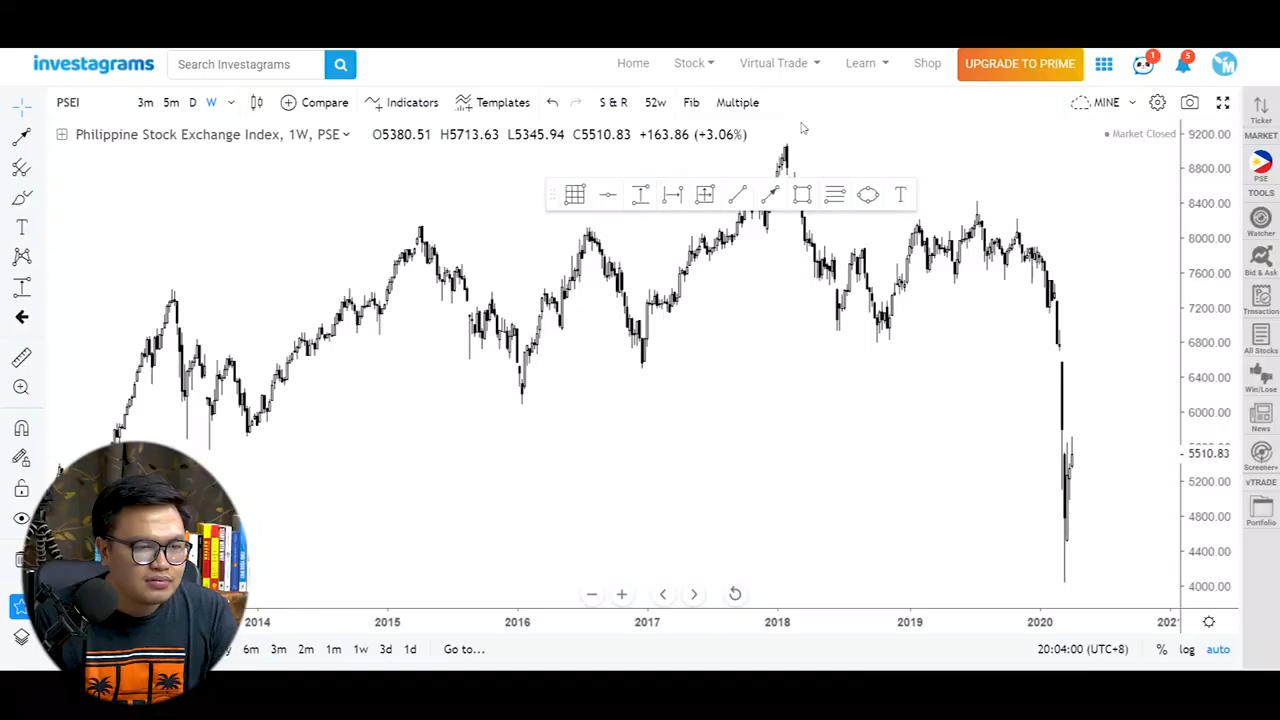 investagrams
Search Investagrams
Home
Stock
Virtual Trade
Learn
Shop
UPGRADE TO PRIME
1
5
PSEI
3m
5m
D
W
Compare
Indicators
Templates
S & R
52w
Fib
Multiple
MINE
Philippine Stock Exchange Index, 1W, PSE
O5380.51 H5713.63 L5345.94 C5510.83 +163.86 (+3.06%)
Market Closed
T
T
9200.00
8800.00
8400.00
8000.00
7600.00
7200.00
6800.00
6400.00
6000.00
5510.83
5200.00
4800.00
4400.00
4000.00
Ticker
MARKET
PSE
TOOLS
Watcher
Bid & Ask
Trnsaction
All Stocks
Win/Lose
News
Screener+
vTRADE
Portfolio
2014
2015
2016
2017
2018
2019
2020
6m
3m
2m
1m
1w
3d
1d
Go to...
20:04:00 (UTC+8)
%
log
auto